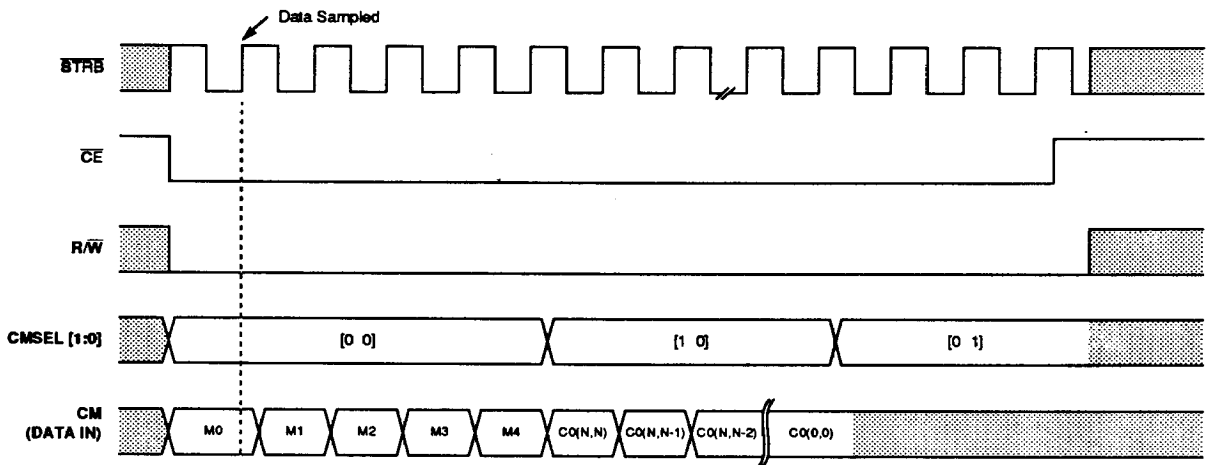 Data Sampled
STRB
CE
R/W
CMSEL [1:0]
[0 0]
[1 0]
[0 1]
CM
(DATA IN)
M0
M1
M2
M3
M4
C0(N,N)
C0(N,N-1)
C0(N,N-2)
C0(0,0)